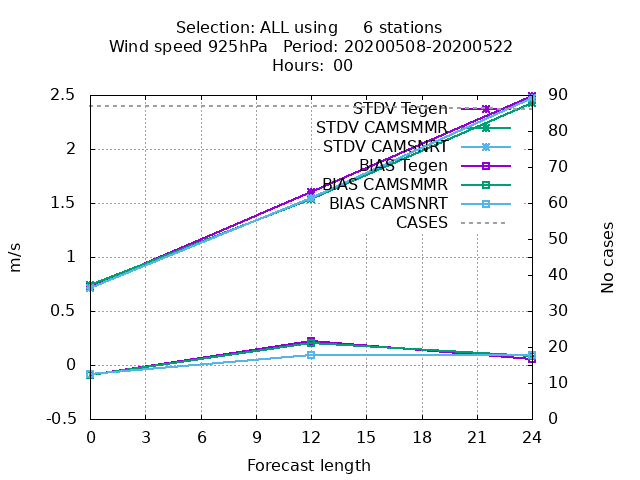 Selection: ALL using     6 stations
Wind speed 925hPa   Period: 20200508-20200522
Hours:  00
2.5
2
1.5
1
0.5
0
-0.5
m/s
STDV Tegen
STDV CAMSMMR
STDV CAMSNRT
BIAS Tegen
BIAS CAMSMMR
BIAS CAMSNRT
CASES
90
80
70
60
50
40
30
20
10
0
No cases
0 3 6 9 12 15 18 21 24
Forecast length